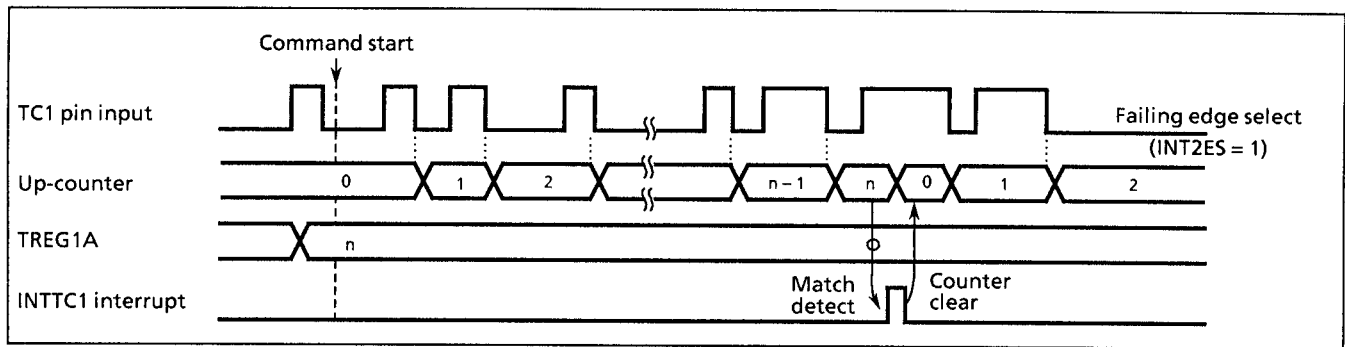 Command start
TC1 pin input
Failing edge select
(INT2ES = 1)
Up-counter
0
1
2
n – 1
n
0
1
2
TREG1A
n
Match
detect
Counter
clear
INTTC1 interrupt